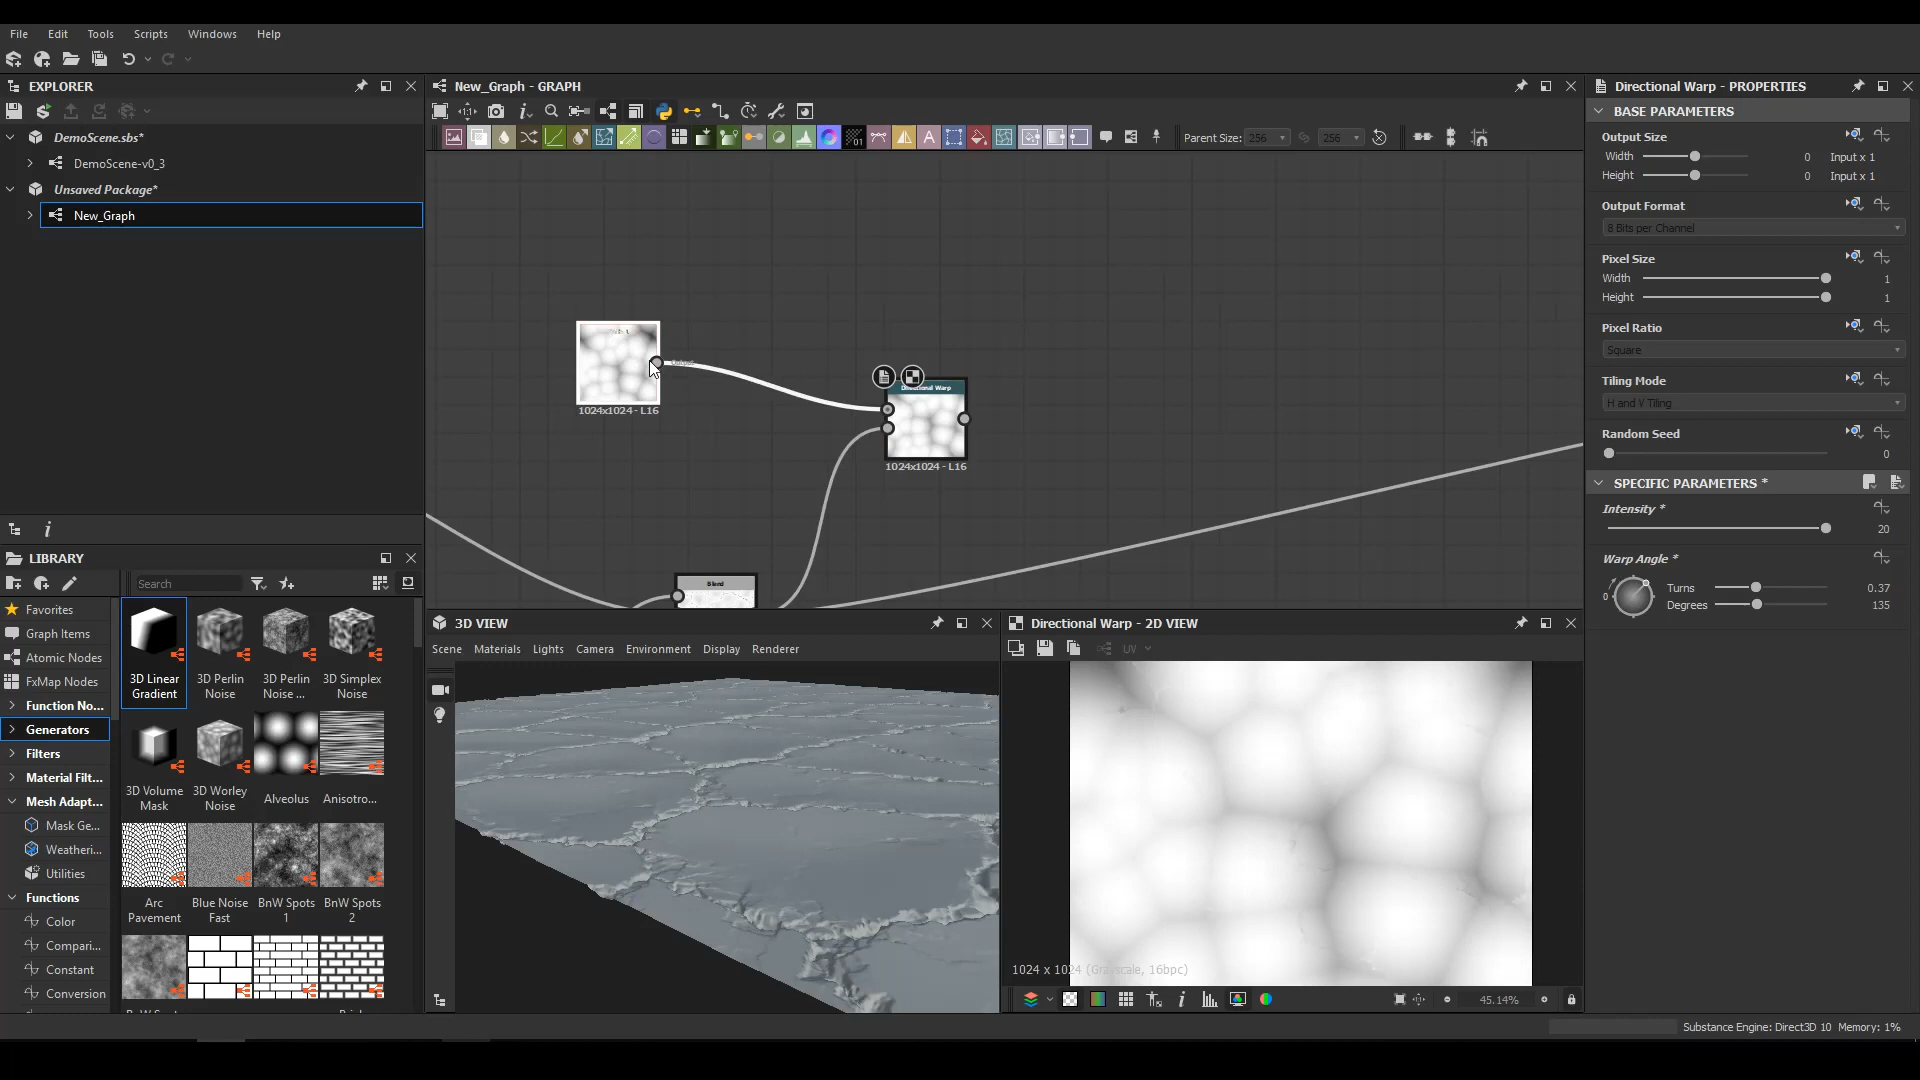 File Edit Tools Scripts Windows Help
EXPLORER
DemoScene.sbs*
DemoScene-v0_3
Unsaved Package*
New_Graph
LIBRARY
Search
Favorites
Graph Items
Atomic Nodes
FxMap Nodes
Function No...
Generators
Filters
Material Filt...
Mesh Adapt...
Mask Ge...
Weatheri...
Utilities
Functions
Color
Compari...
Constant
Conversion
3D Linear Gradient
3D Perlin Noise
3D Perlin Noise ...
3D Simplex Noise
3D Volume Mask
3D Worley Noise
Alveolus
Anisotro...
Arc Pavement
Blue Noise Fast
BnW Spots 1
BnW Spots 2
New_Graph - GRAPH
Parent Size: 256 256
1024x1024 - L16
Directional Warp
1024x1024 - L16
Blend
3D VIEW
Scene Materials Lights Camera Environment Display Renderer
Directional Warp - 2D VIEW
UV
1024 x 1024 (Grayscale, 16bpc)
45.14%
Directional Warp - PROPERTIES
BASE PARAMETERS
Output Size
Width 0 Input x 1
Height 0 Input x 1
Output Format
8 Bits per Channel
Pixel Size
Width 1
Height 1
Pixel Ratio
Square
Tiling Mode
H and V Tiling
Random Seed
0
SPECIFIC PARAMETERS *
Intensity *
20
Warp Angle *
0 Turns 0.37
Degrees 135
Substance Engine: Direct3D 10 Memory: 1%